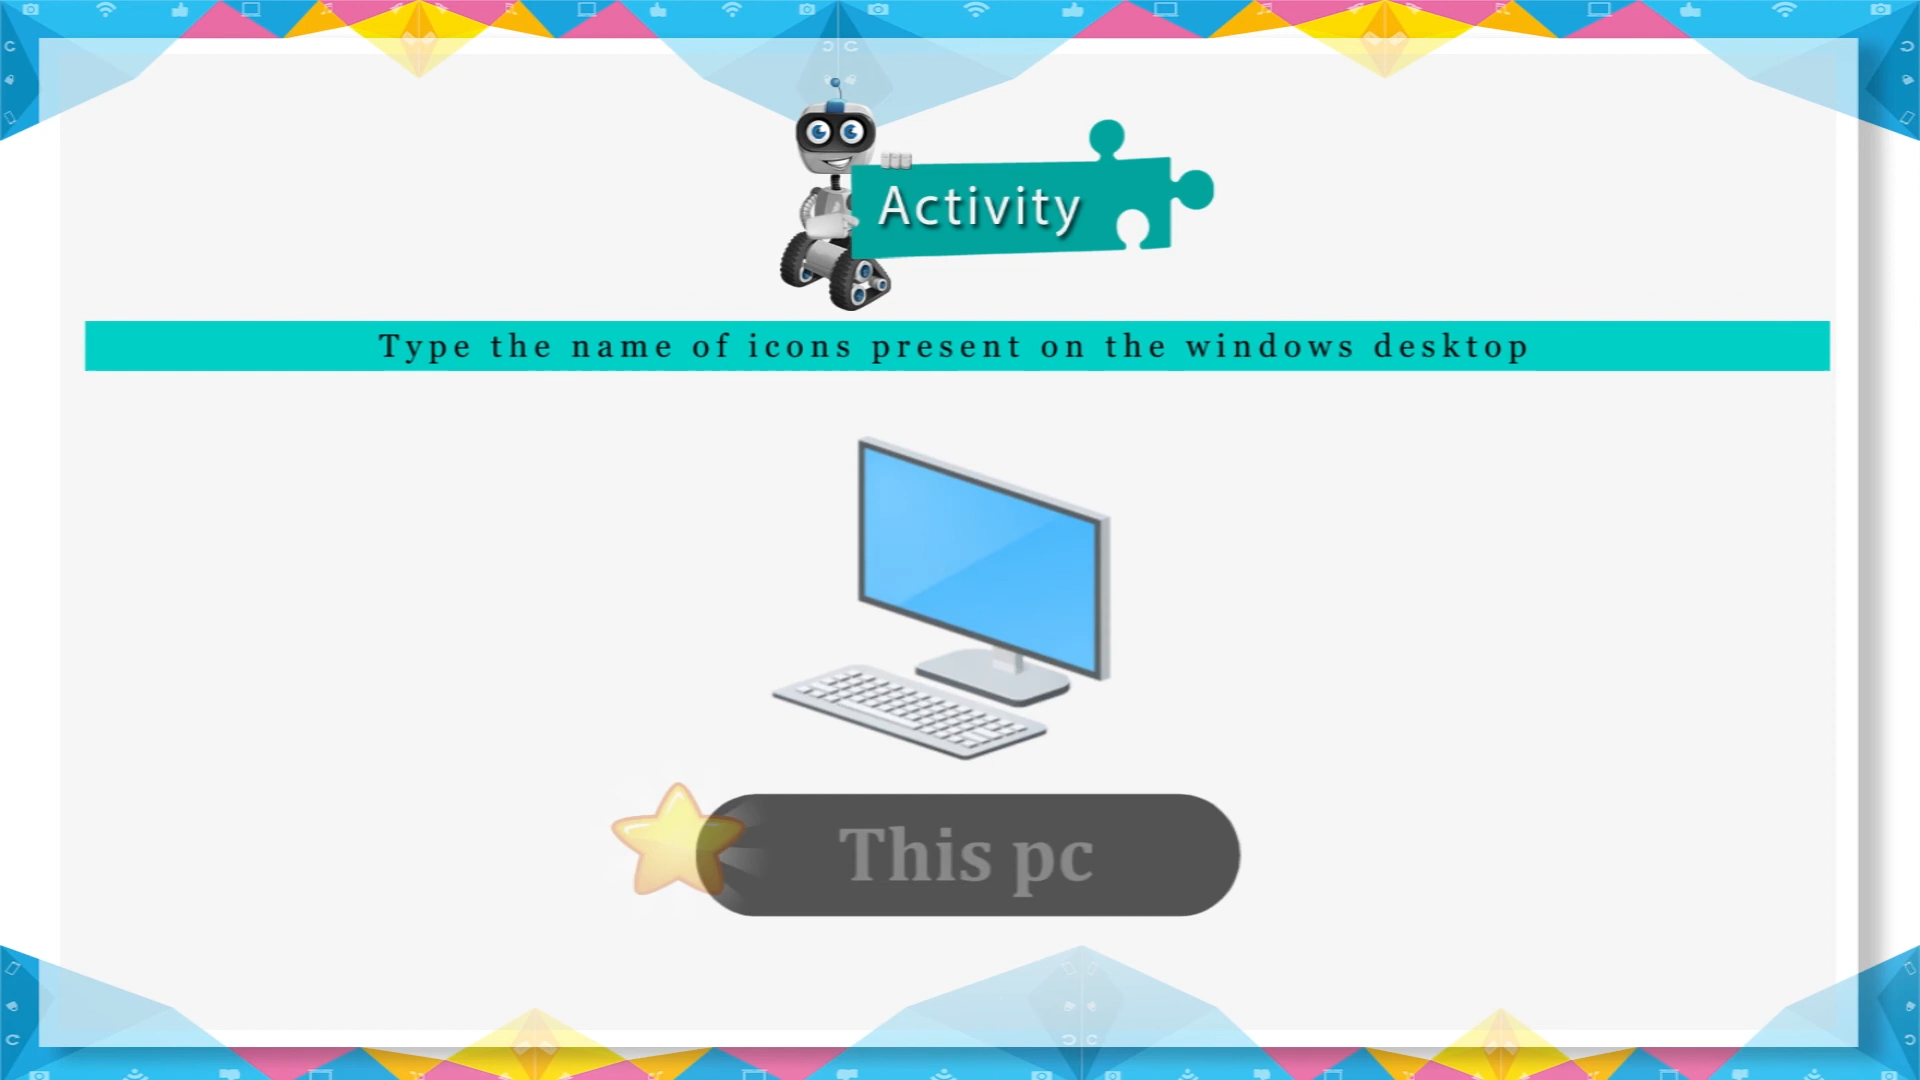 Activity
Type the name of icons present on the windows desktop
This pc